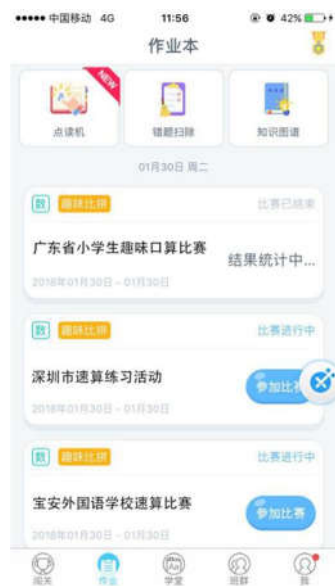 中国移动 4G 11:56 42%
作业本
NEW
点读机 错题扫除 知识图谱
01月30日 周二
数 趣味比拼 比赛已结束
广东省小学生趣味口算比赛
结果统计中...
2018年01月30日 - 01月30日
数 趣味比拼 比赛进行中
深圳市速算练习活动
参加比赛
2018年01月30日 - 01月30日
数 趣味比拼 比赛进行中
宝安外国语学校速算比赛
参加比赛
2018年01月30日 - 01月30日
闯关 作业 学堂 班群 我